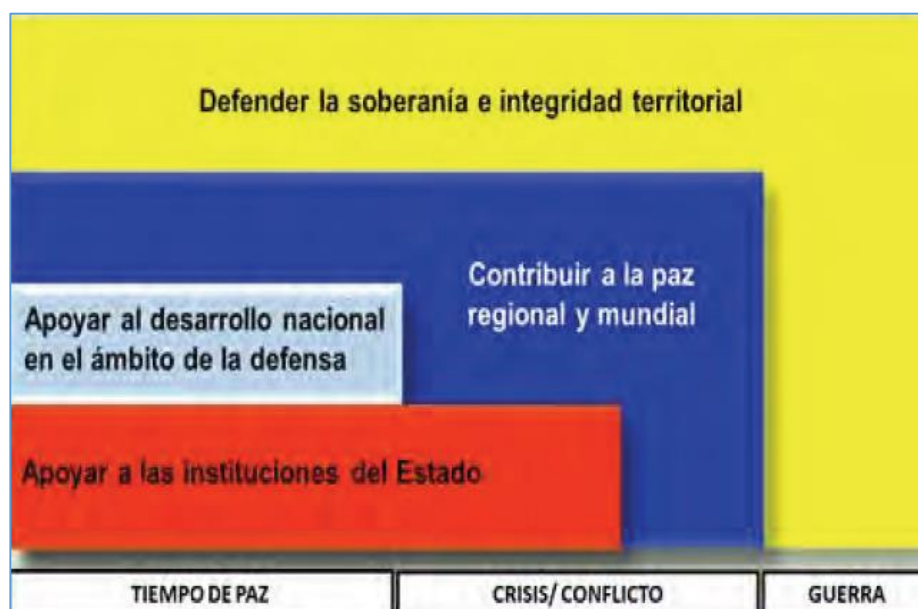 Defender la soberanía e integridad territorial
Contribuir a la paz
regional y mundial
Apoyar al desarrollo nacional
en el ámbito de la defensa
Apoyar a las instituciones del Estado
TIEMPO DE PAZ
CRISIS/ CONFLICTO
GUERRA